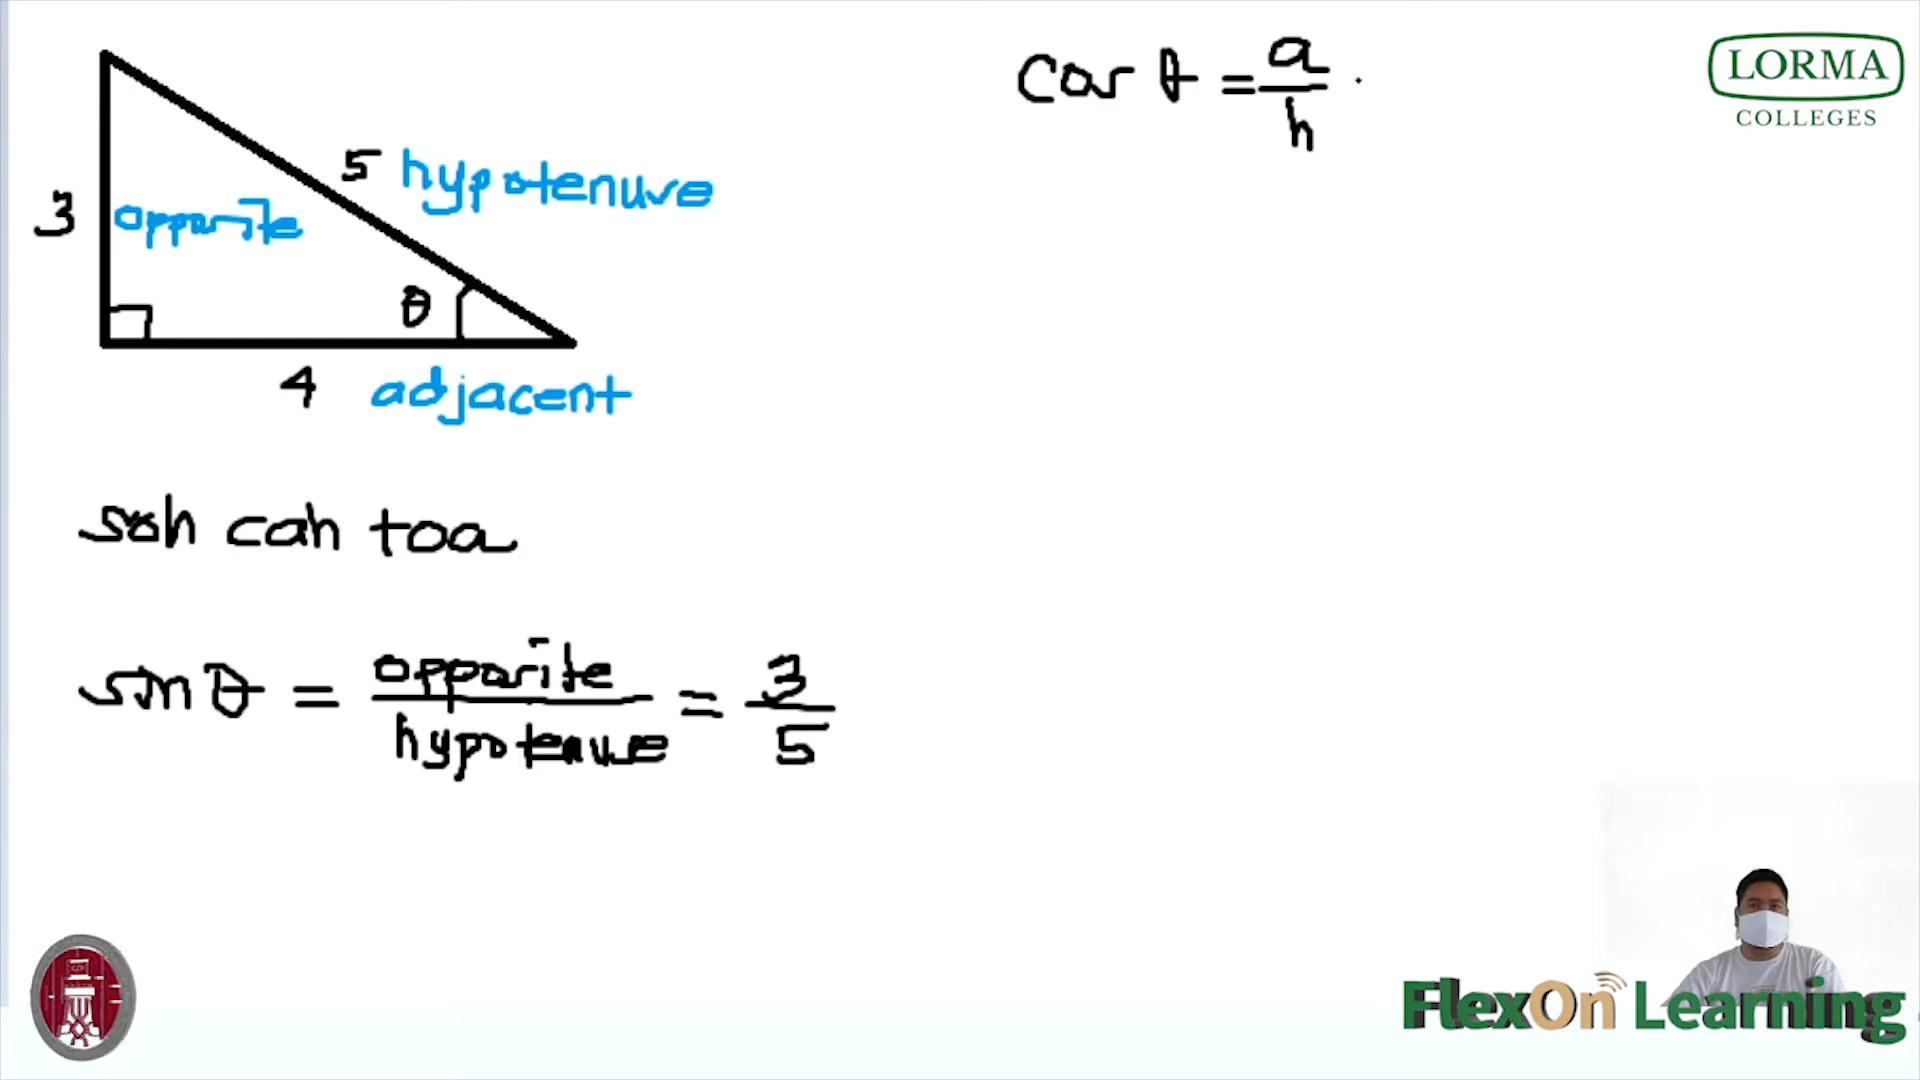 cos θ = a/h
LORMA
COLLEGES
5 hypotenuse
3 opposite
θ
4 adjacent
soh cah toa
sin θ = opposite/hypotenuse = 3/5
FlexOn Learning